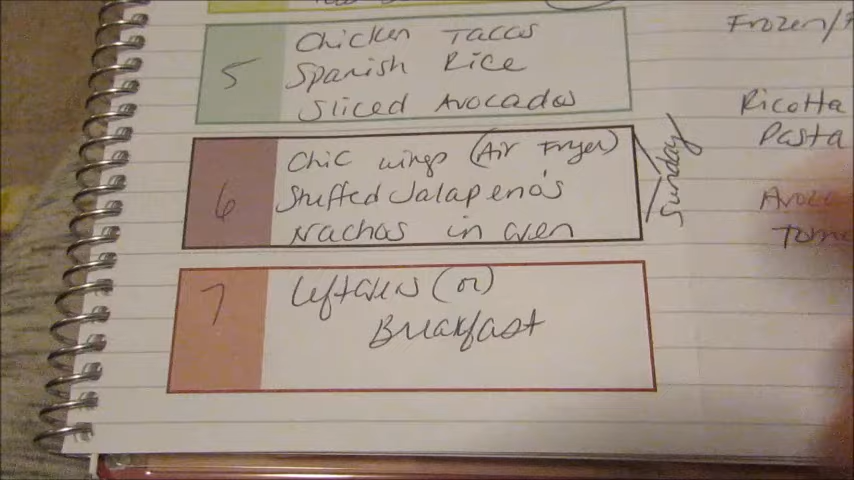 5
Chicken Tacos
Spanish Rice
Sliced Avocados
6
Chic wings (Air Fryer)
Stuffed Jalapeno's
Nachos in oven
Sunday
7
Leftovers (or)
Breakfast
Frozen/
Ricotta
Pasta